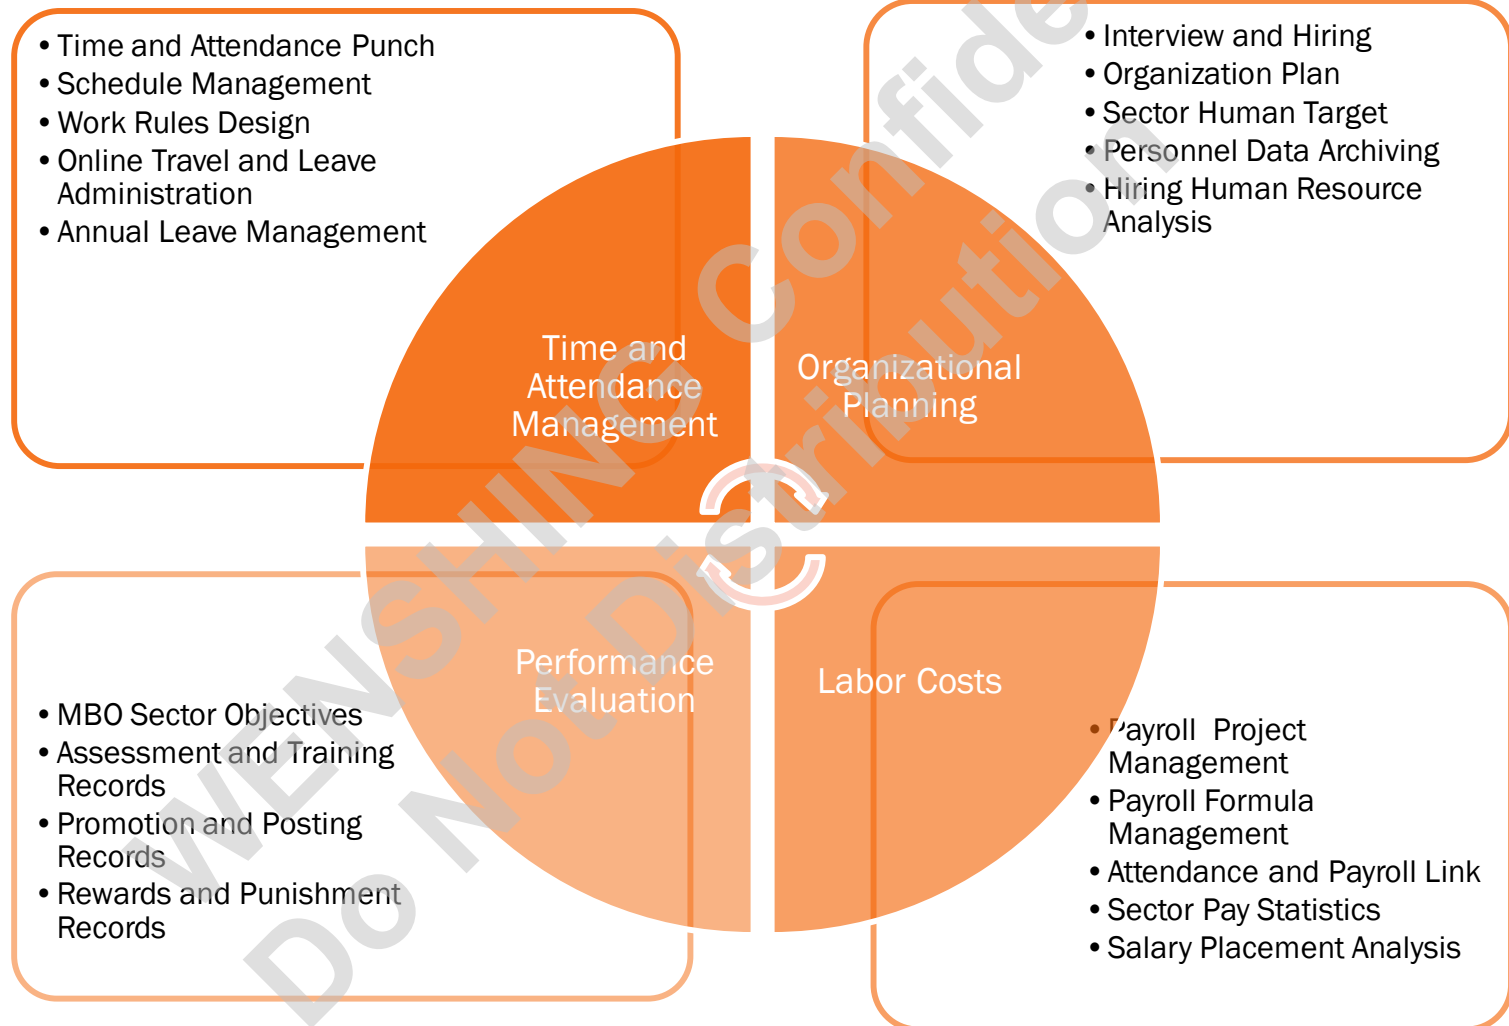 • Time and Attendance Punch
• Schedule Management
• Work Rules Design
• Online Travel and Leave
Administration
• Annual Leave Management
• Interview and Hiring
• Organization Plan
• Sector Human Target
• Personnel Data Archiving
• Hiring Human Resource
Analysis
Time and
Attendance
Management
Organizational
Planning
Performance
Evaluation
Labor Costs
• MBO Sector Objectives
• Assessment and Training
Records
• Promotion and Posting
Records
• Rewards and Punishment
Records
• Payroll Project
Management
• Payroll Formula
Management
• Attendance and Payroll Link
• Sector Pay Statistics
• Salary Placement Analysis
WENSHING Confide
Do Not Distribution